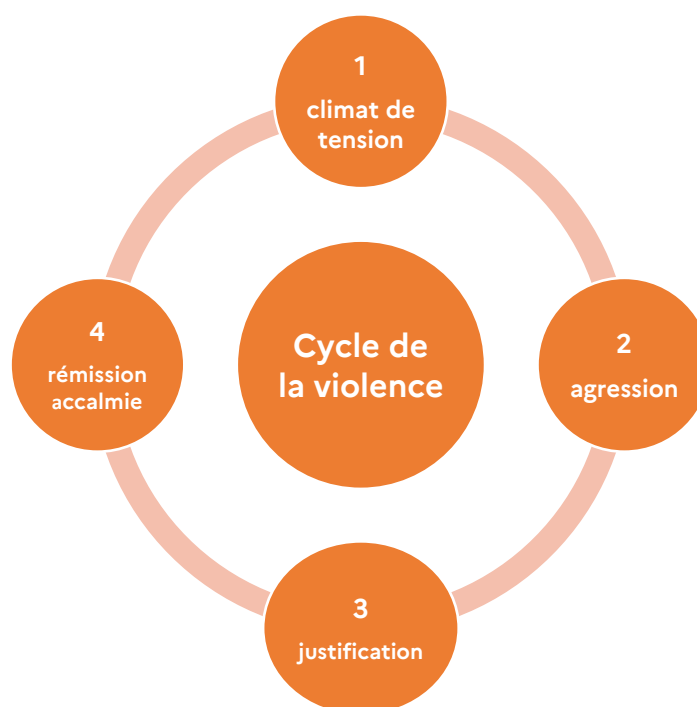 1
climat de
tension
2
agression
3
justification
4
rémission
accalmie
Cycle de
la violence